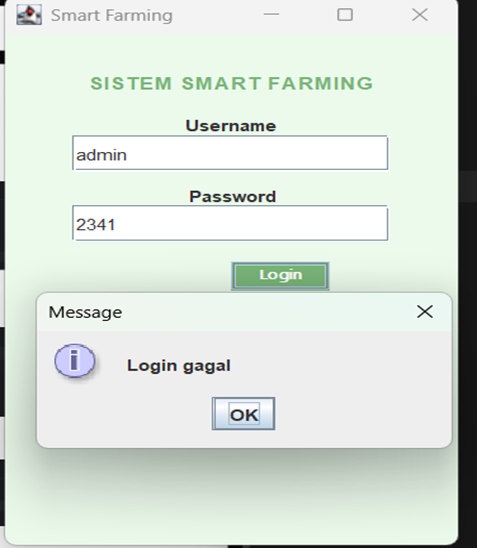 Smart Farming
SISTEM SMART FARMING
Username
admin
Password
2341
Login
Message
i
Login gagal
OK